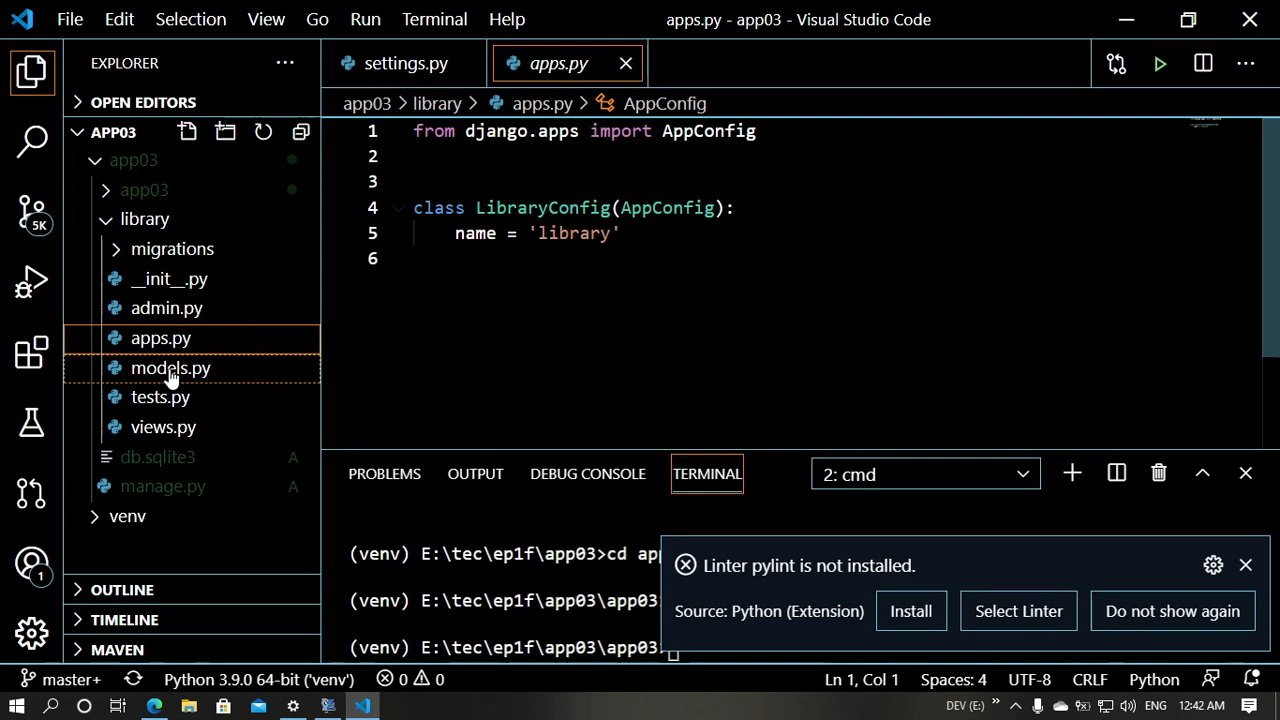 File Edit Selection View Go Run Terminal Help
apps.py - app03 - Visual Studio Code
EXPLORER
settings.py
apps.py
OPEN EDITORS
app03 library apps.py AppConfig
APP03
app03
app03
library
migrations
__init__.py
admin.py
apps.py
models.py
tests.py
views.py
db.sqlite3 A
manage.py A
venv
OUTLINE
TIMELINE
MAVEN
5K
1
1 from django.apps import AppConfig
2
3
4 class LibraryConfig(AppConfig):
5 name = 'library'
6
PROBLEMS OUTPUT DEBUG CONSOLE TERMINAL 2: cmd
(venv) E:\tec\ep1f\app03>cd
(venv) E:\tec\ep1f\app03\app03
(venv) E:\tec\ep1f\app03\app03
Linter pylint is not installed.
Source: Python (Extension) Install Select Linter Do not show again
master+ Python 3.9.0 64-bit ('venv') 0 0 Ln 1, Col 1 Spaces: 4 UTF-8 CRLF Python
DEV (E:) ENG 12:42 AM